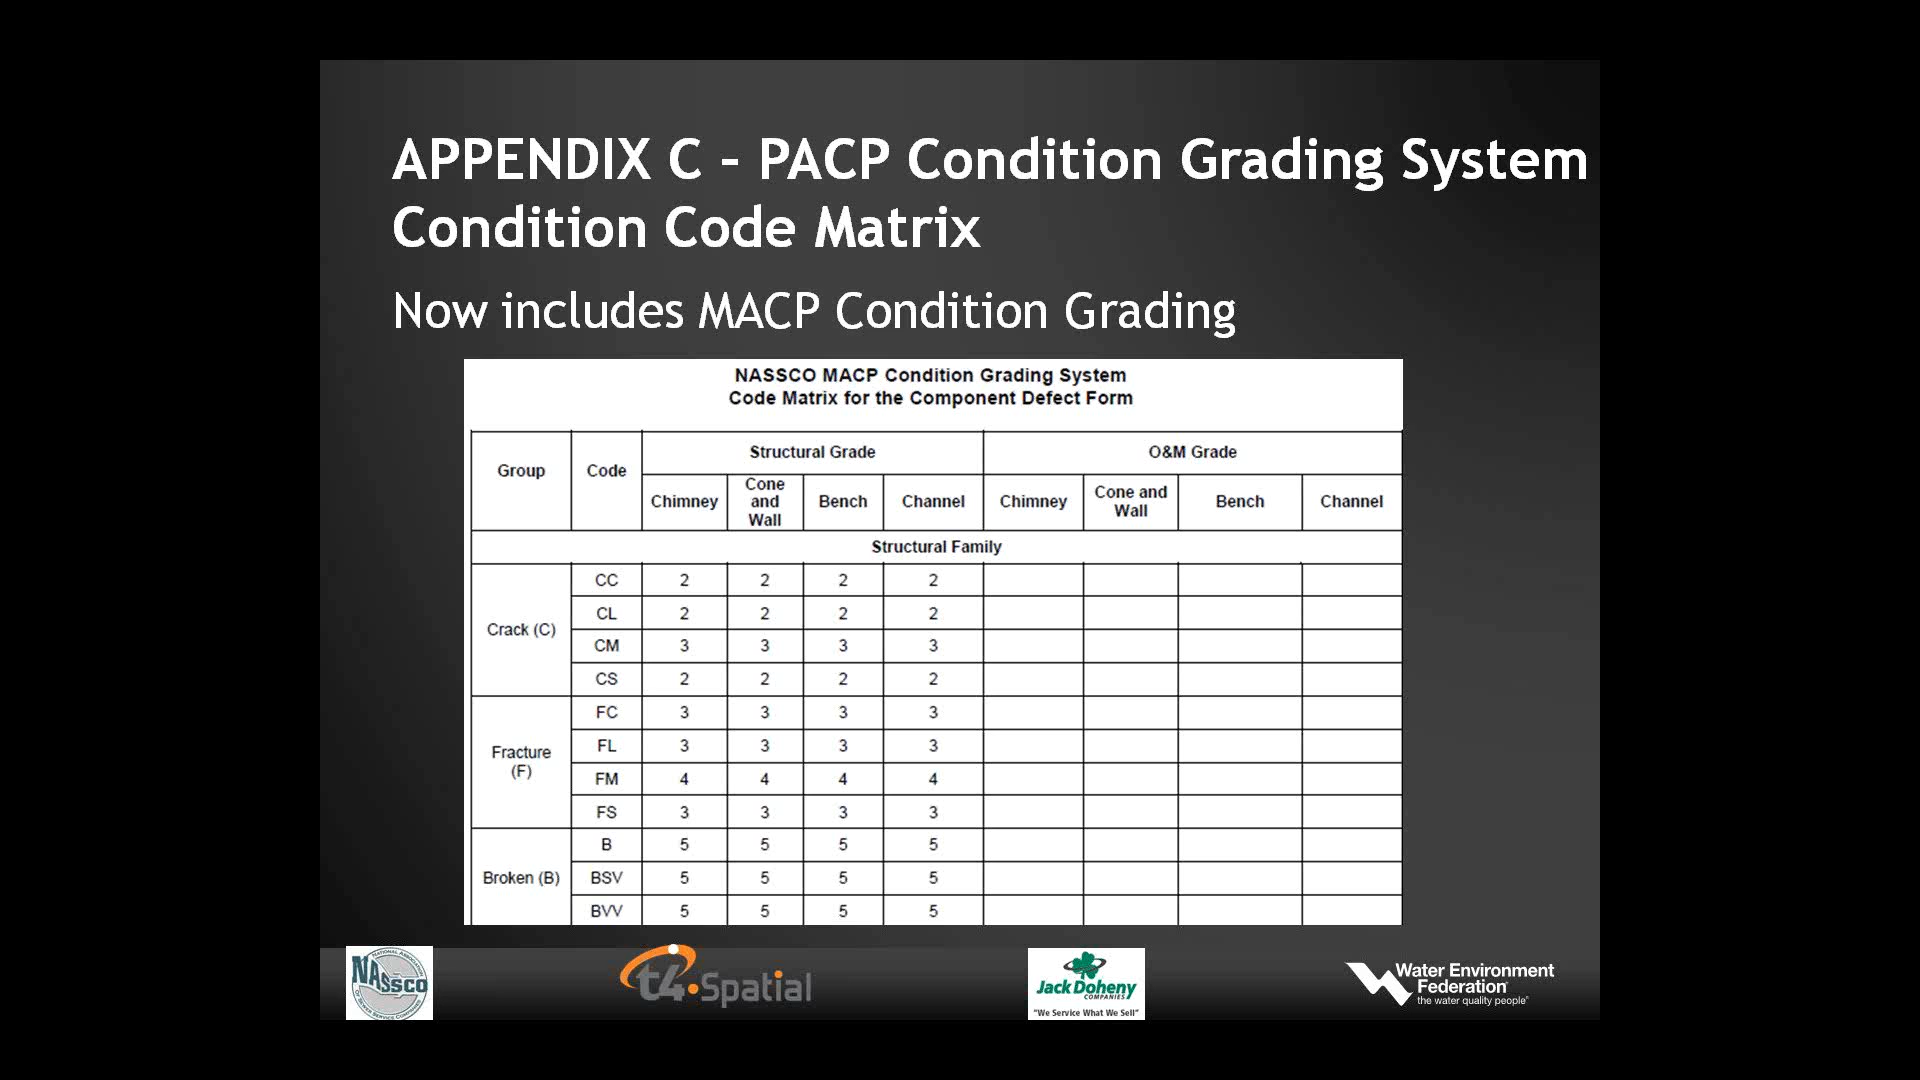 APPENDIX C – PACP Condition Grading System
Condition Code Matrix
Now includes MACP Condition Grading
NASSCO MACP Condition Grading System
Code Matrix for the Component Defect Form
Group Code Structural Grade O&M Grade
Chimney Cone and Wall Bench Channel Chimney Cone and Wall Bench Channel
Structural Family
Crack (C)
CC 2 2 2 2
CL 2 2 2 2
CM 3 3 3 3
CS 2 2 2 2
Fracture (F)
FC 3 3 3 3
FL 3 3 3 3
FM 4 4 4 4
FS 3 3 3 3
Broken (B)
B 5 5 5 5
BSV 5 5 5 5
BVV 5 5 5 5
NASSCO
t4.Spatial
Jack Doheny
COMPANIES
"We Service What We Sell"
Water Environment
Federation
the water quality people®